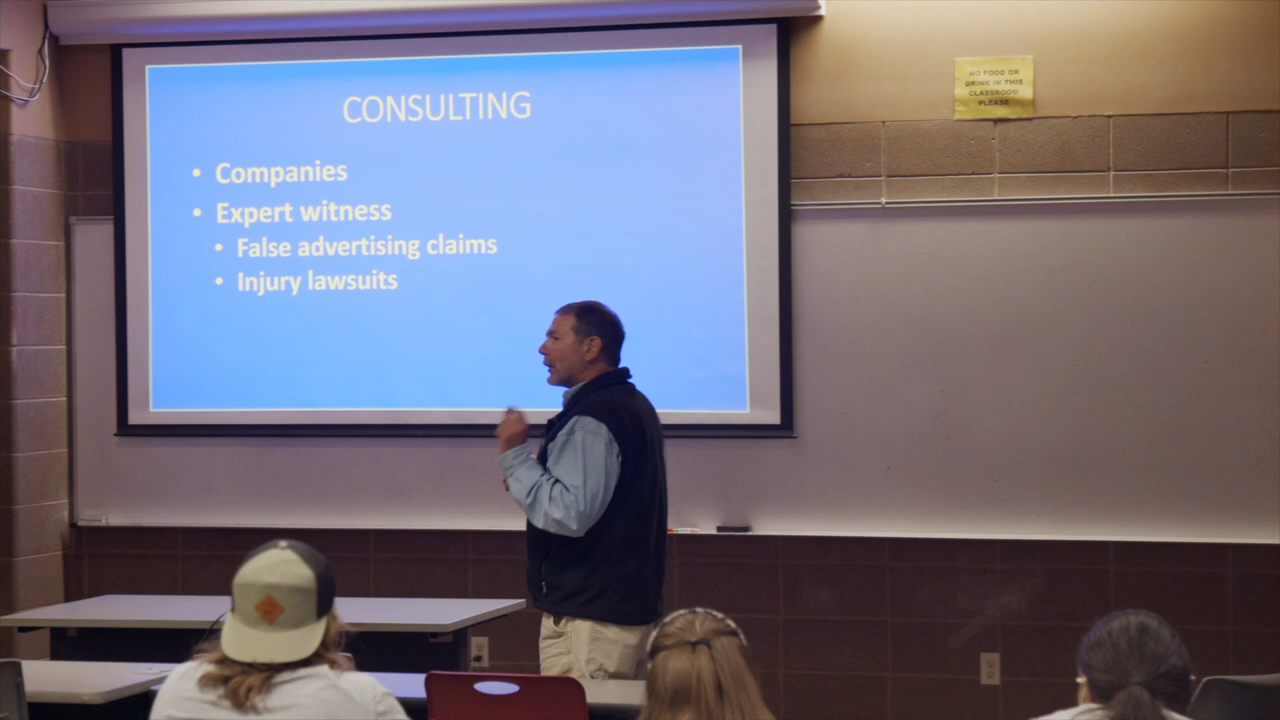 CONSULTING
• Companies
• Expert witness
• False advertising claims
• Injury lawsuits
NO FOOD OR
DRINK IN THIS
CLASSROOM
PLEASE